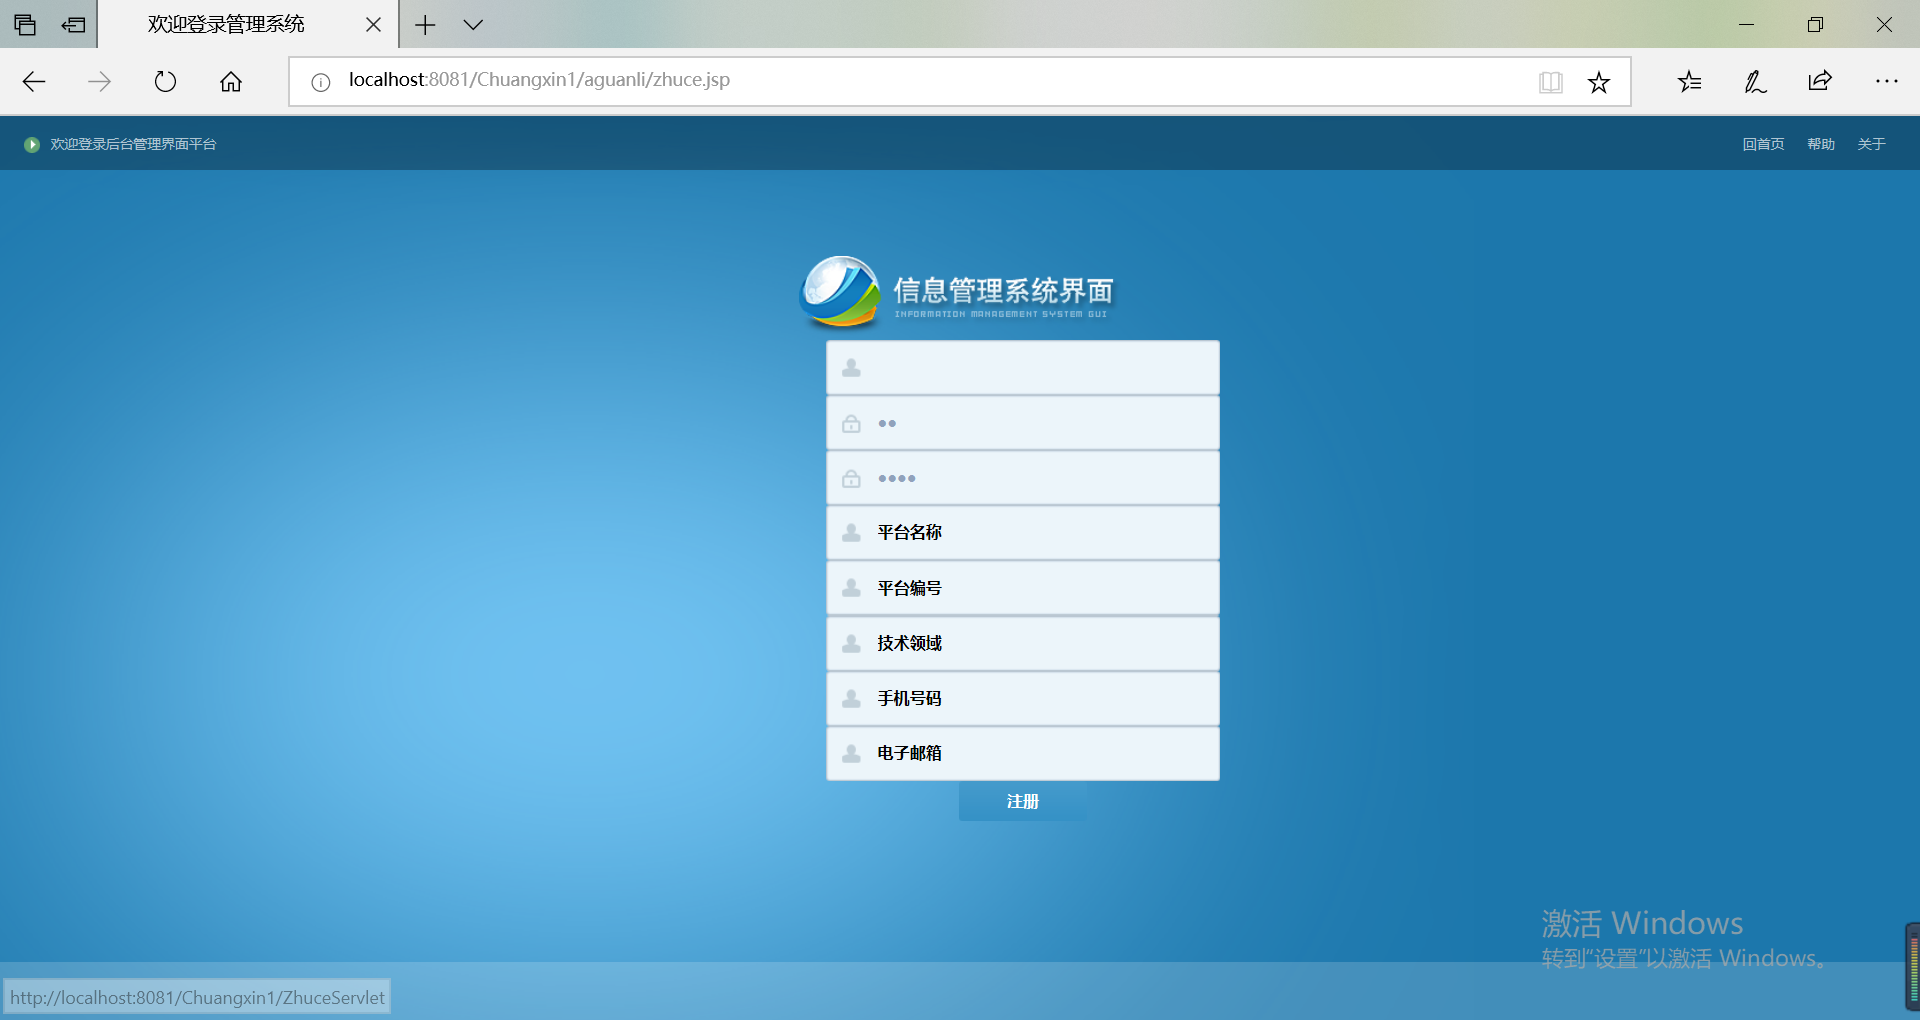 欢迎登录管理系统
localhost:8081/Chuangxin1/aguanli/zhuce.jsp
欢迎登录后台管理界面平台
回首页 帮助 关于
信息管理系统界面
INFORMATION MANAGEMENT SYSTEM GUI
平台名称
平台编号
技术领域
手机号码
电子邮箱
注册
激活 Windows
转到“设置”以激活 Windows。
http://localhost:8081/Chuangxin1/ZhuceServlet